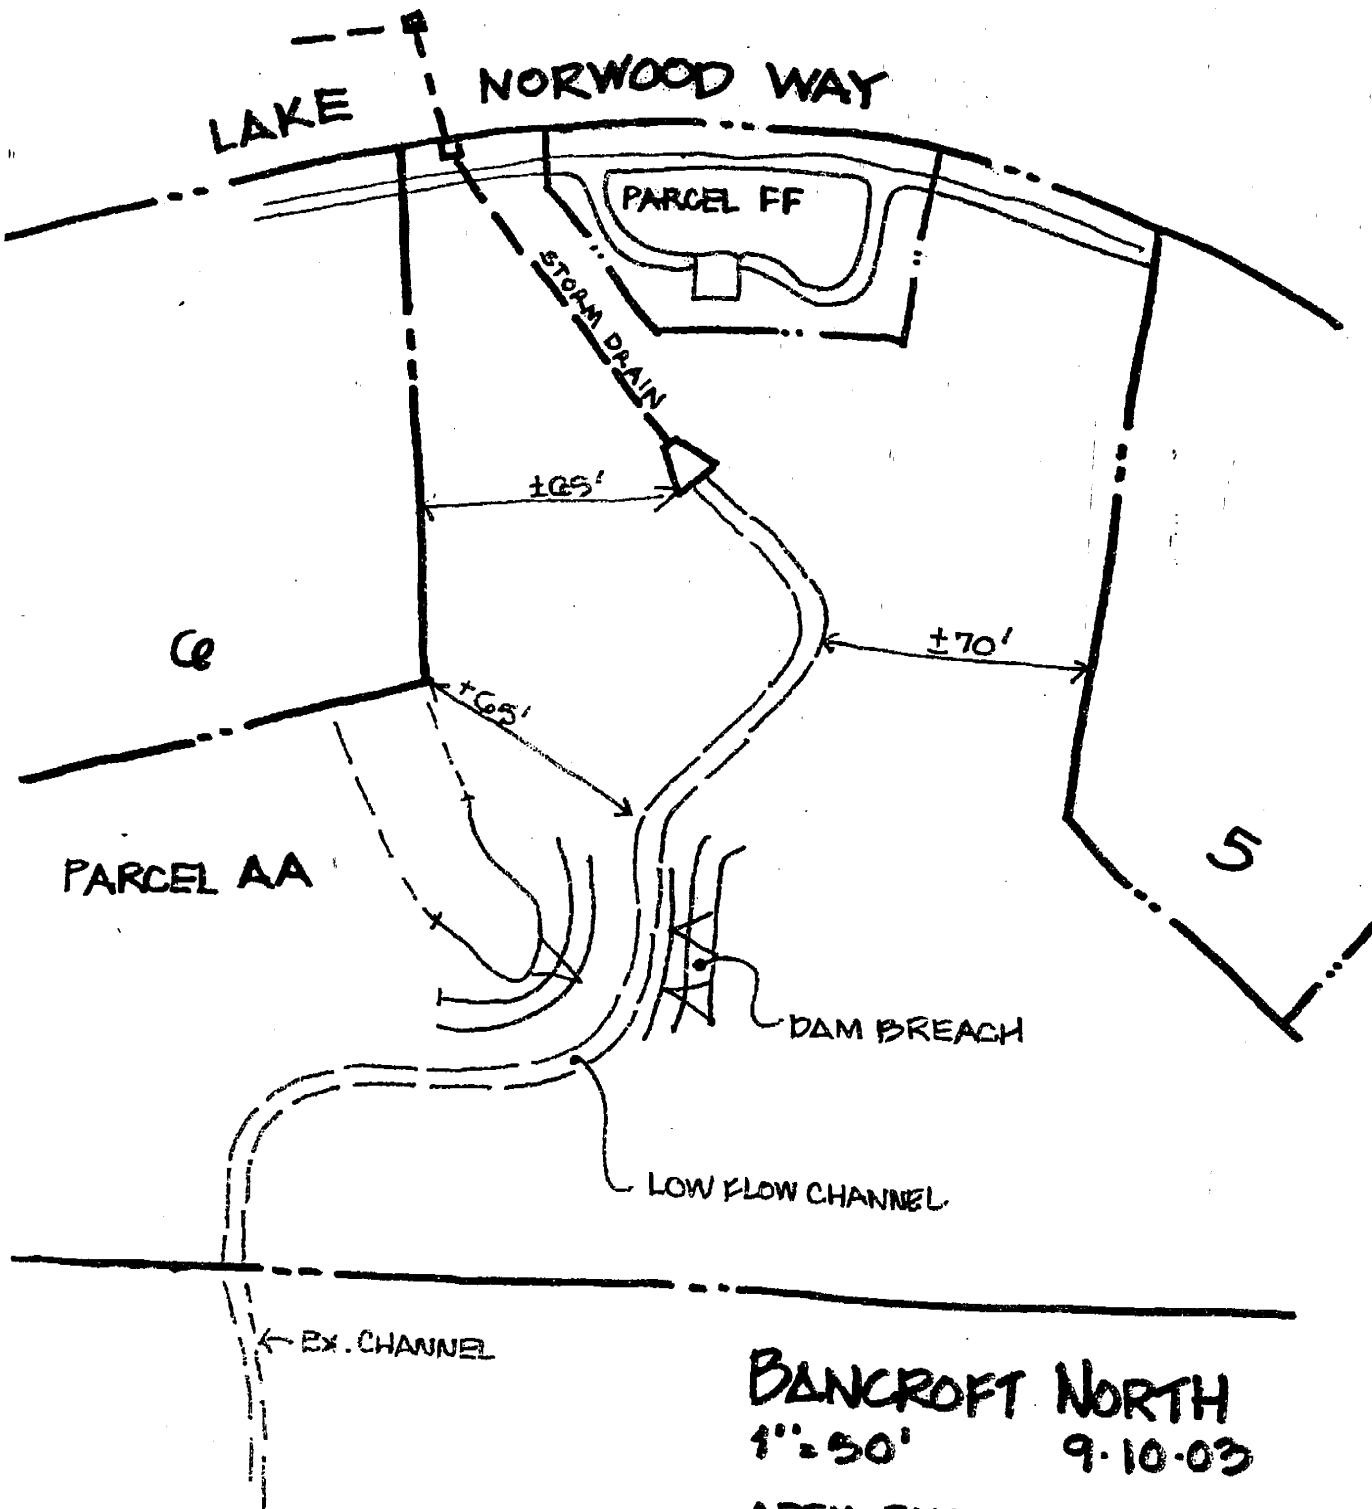 LAKE NORWOOD WAY
PARCEL FF
STORM DRAIN
±65'
±70'
6
±65'
PARCEL AA
5
DAM BREACH
LOW FLOW CHANNEL
EX. CHANNEL
BANCROFT NORTH
1"=50' 9·10·03